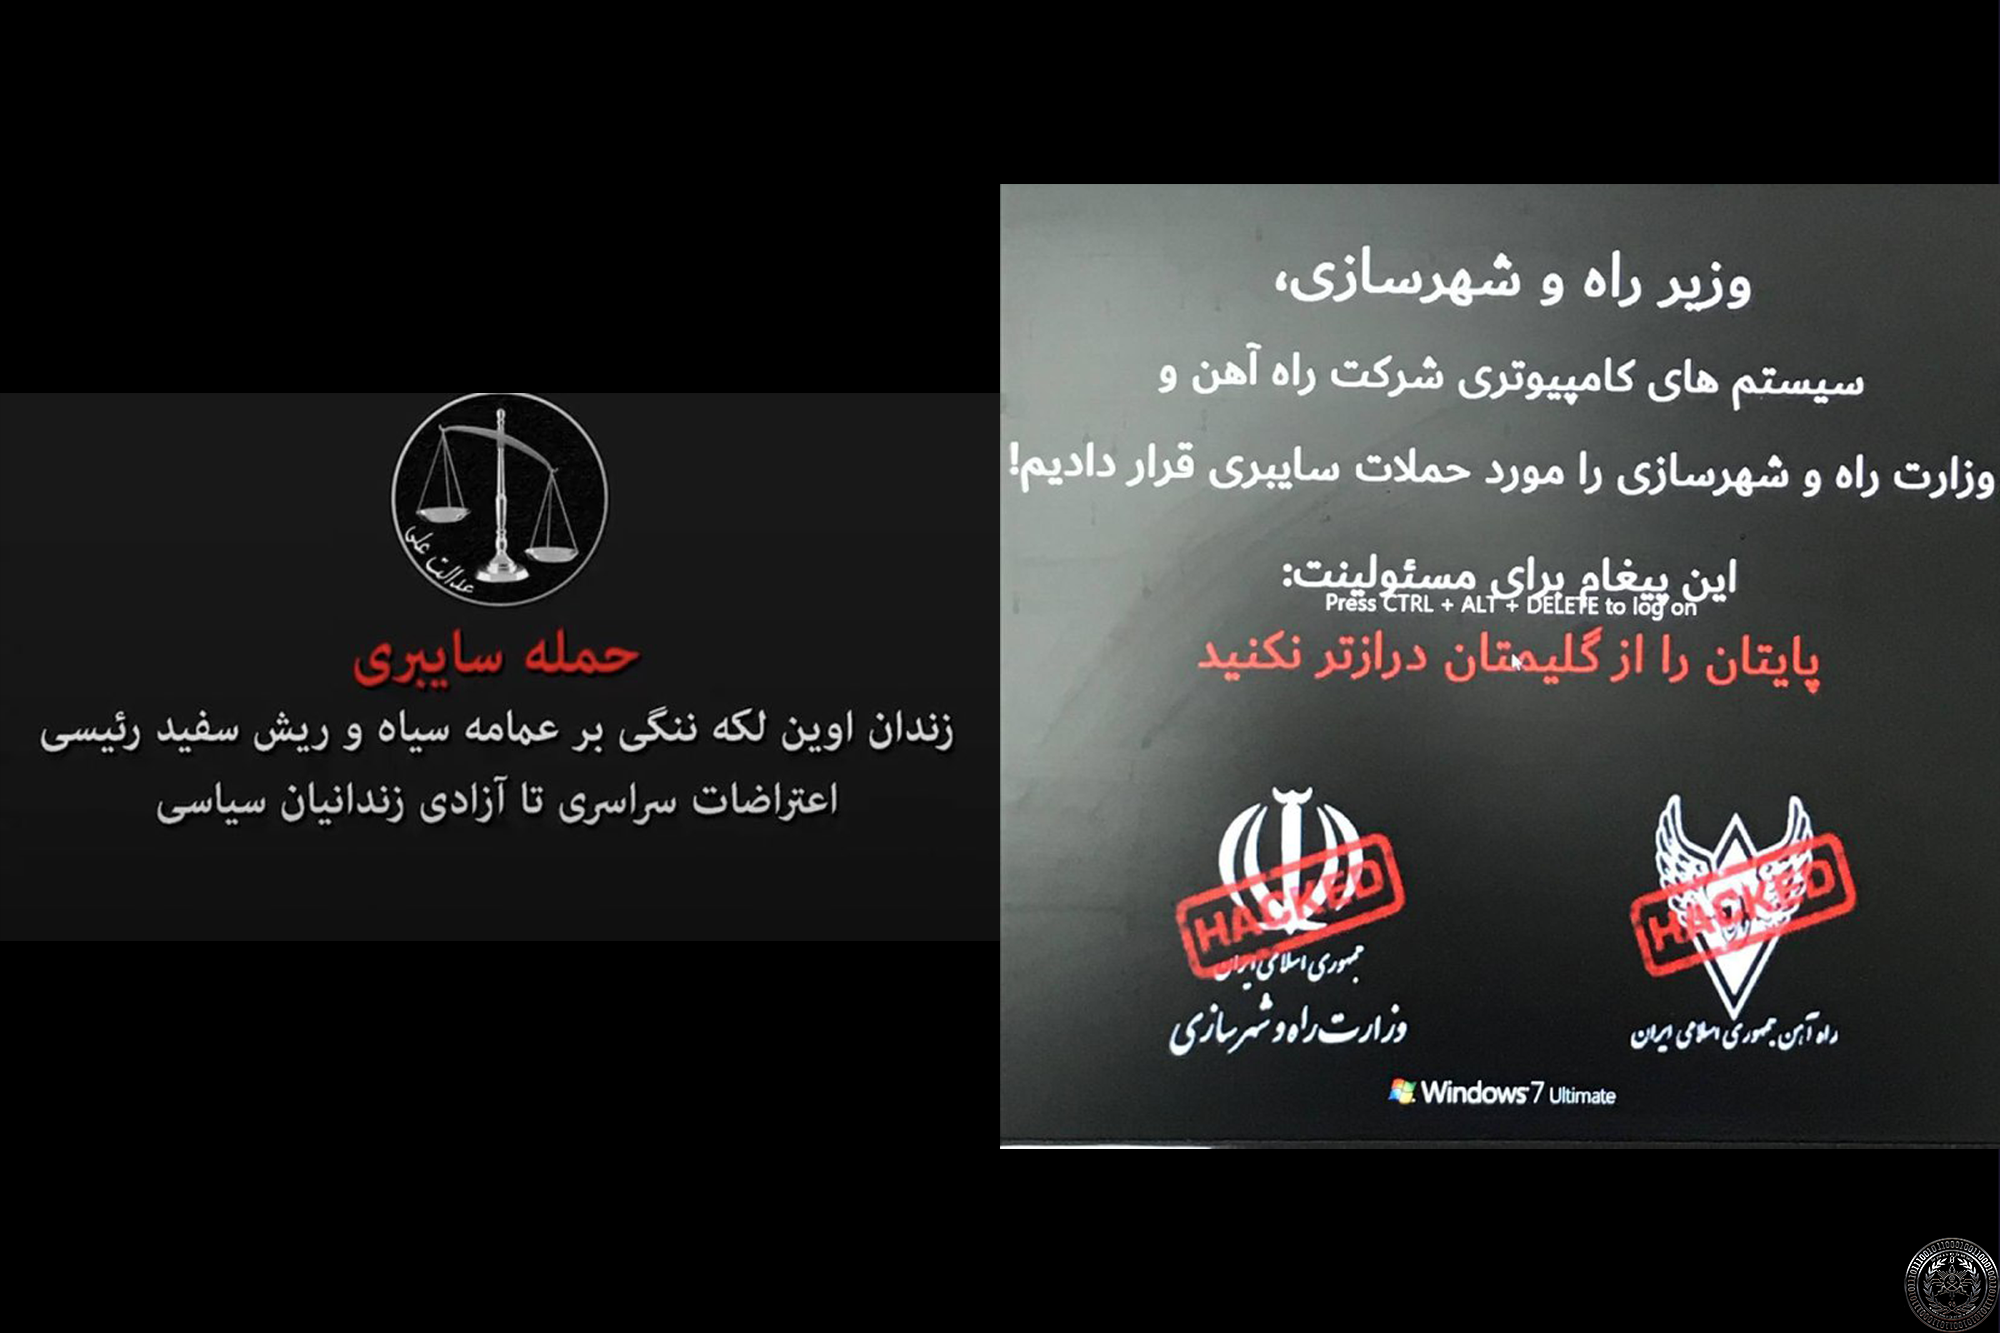 عدالت علی
حمله سایبری
زندان اوین لکه ننگی بر عمامه سیاه و ریش سفید رئیسی
اعتراضات سراسری تا آزادی زندانیان سیاسی
وزیر راه و شهرسازی،
سیستم های کامپیوتری شرکت راه آهن و
وزارت راه و شهرسازی را مورد حملات سایبری قرار دادیم!
این پیغام برای مسئولینت:
Press CTRL + ALT + DELETE to log on
پایتان را از گلیمتان درازتر نکنید
HACKED
جمهوری اسلامی ایران
وزارت راه و شهرسازی
HACKED
راه آهن جمهوری اسلامی ایران
Windows 7 Ultimate